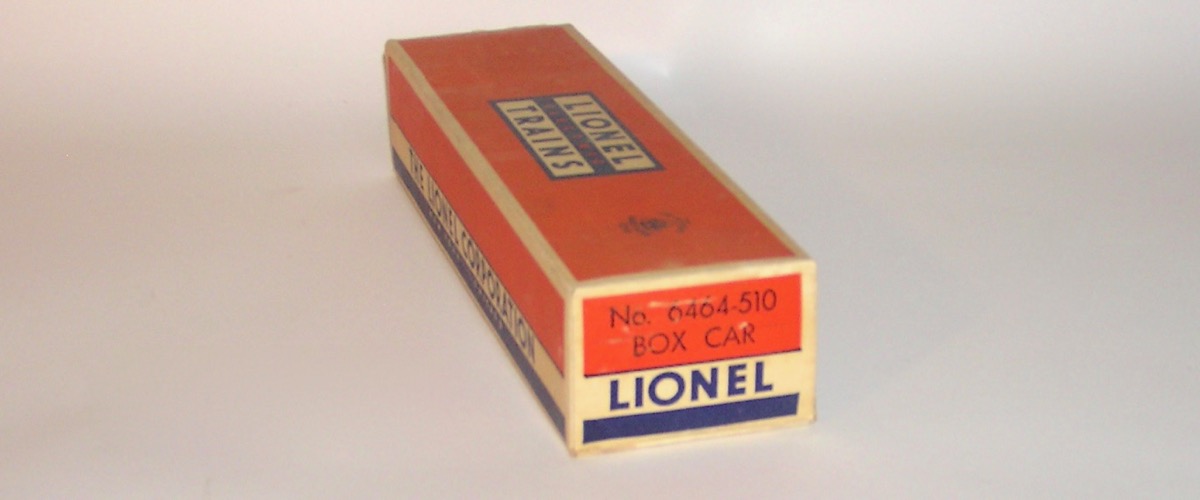 LIONEL
TRAINS
THE LIONEL CORPORATION
No. 6464-510
BOX CAR
LIONEL